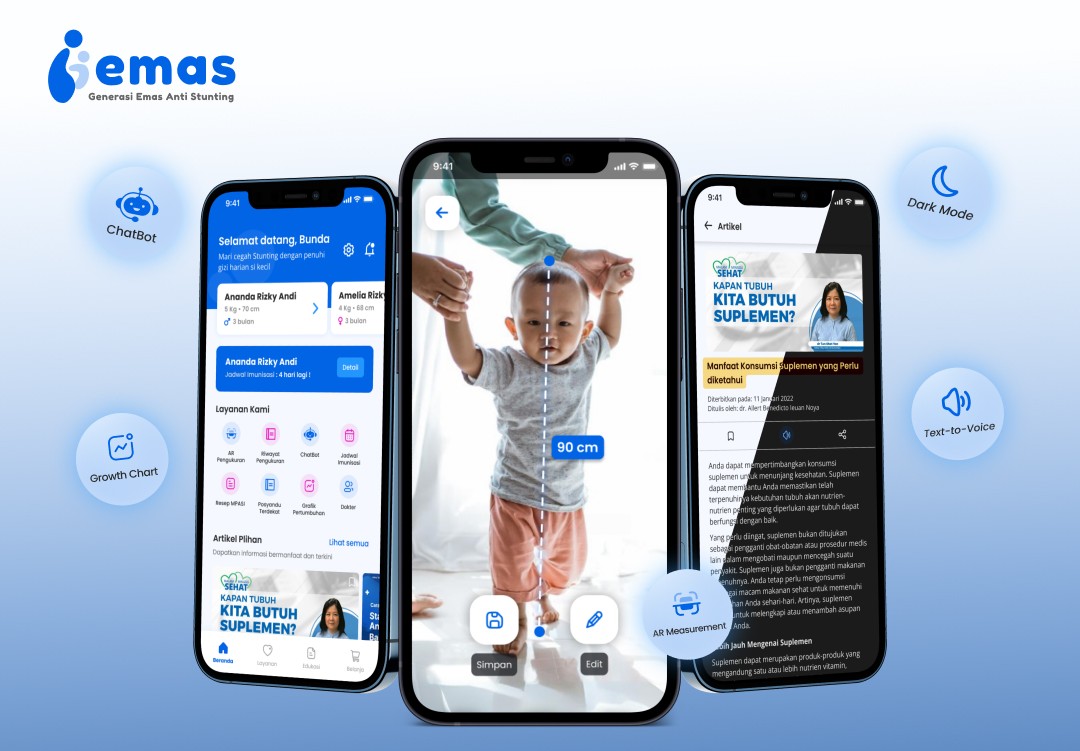 emas
Generasi Emas Anti Stunting
ChatBot
Growth Chart
9:41
Selamat datang, Bunda
Mari cegah Stunting dengan penuhi
gizi harian si kecil
Ananda Rizky Andi
5 Kg • 70 cm
3 bulan
Amelia Rizk
4 Kg • 68 cm
3 bulan
Ananda Rizky Andi
Jadwal Imunisasi : 4 hari lagi !
Detail
Layanan Kami
AR
Pengukuran
Riwayat
Pengukuran
ChatBot
Jadwal
Imunisasi
Resep MPASI
Posyandu
Terdekat
Grafik
Pertumbuhan
Dokter
Artikel Plihan
Lihat semua
Dapatkan informasi bermanfaat dan terkini
SEHAT
KAPAN TUBUH
KITA BUTUH
SUPLEMEN?
Beranda
Layanan
Edukasi
Belanja
9:41
90 cm
Simpan
Edit
9:41
Artikel
SEHAT
KAPAN TUBUH
KITA BUTUH
SUPLEMEN?
Manfaat Konsumsi Suplemen yang Perlu
diketahui
Diterbitkan pada: 11 Januari 2022
Ditulis oleh: dr. Allert Benedicto Ieuan Noya
Anda dapat mempertimbangkan konsumsi
suplemen untuk menunjang kesehatan. Suplemen
dapat membantu Anda memastikan telah
terpenuhinya kebutuhan tubuh akan nutrien-
nutrien penting yang diperlukan agar tubuh dapat
berfungsi dengan baik.
Yang perlu diingat, suplemen bukan ditujukan
sebagai pengganti obat-obatan atau prosedur medis
lain dalam mengobati maupun mencegah suatu
penyakit. Suplemen juga bukan pengganti makanan
Anda tetap perlu mengonsumsi
macam makanan sehat untuk memenuhi
Anda sehari-hari. Artinya, suplemen
untuk melengkapi atau menambah asupan
Anda.
Jauh Mengenai Suplemen
Suplemen dapat merupakan produk-produk yang
mengandung satu atau lebih nutrien vitamin,
Dark Mode
Text-to-Voice
AR Measurement